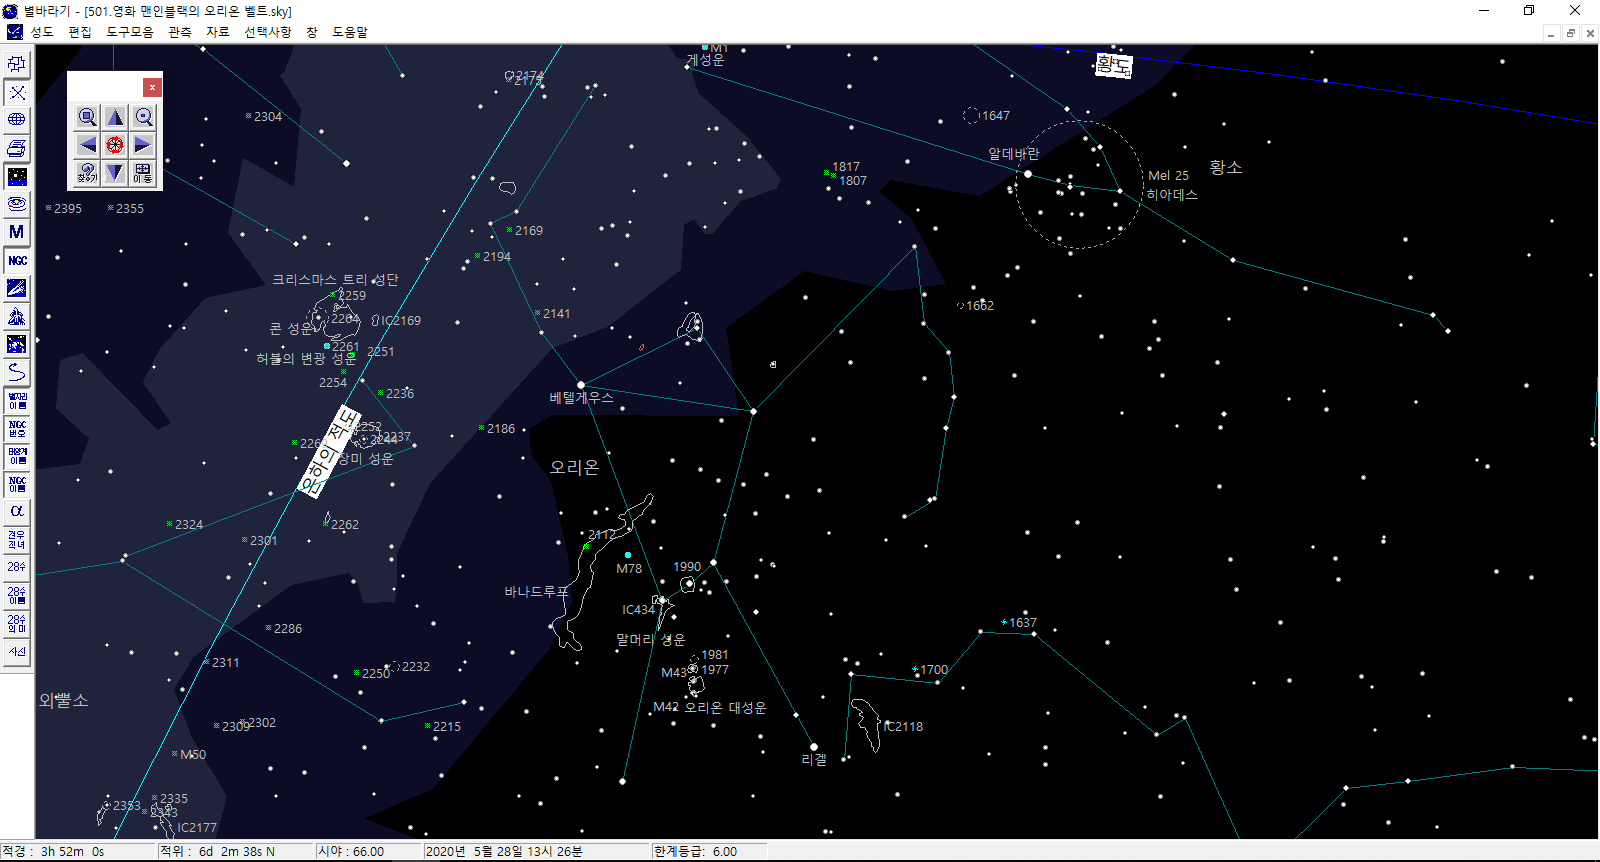 별바라기 - [501.영화 맨인블랙의 오리온 벨트.sky]
성도 편집 도구모음 관측 자료 선택사항 창 도움말
찾기 이동
M
NGC
별자리 이름
NGC 번호
태양계 이름
NGC 이름
α
견우 직녀
28수
28수 이름
28수 의미
사신
M1
게성운
황도
2174
2175
2304
1647
알데바란
1817
1807
Mel 25
히아데스
황소
2395
2355
2169
2194
크리스마스 트리 성단
2259
2264
IC2169
콘 성운
2261
허블의 변광 성운
2251
2254
2141
1662
2236
베텔게우스
은하의 적도
2252
2244
2237
장미 성운
2186
오리온
2324
2262
2301
2112
M78
1990
바나드루프
IC434
말머리 성운
2286
1637
2311
2250
2232
1981
M43
1977
1700
외뿔소
M42 오리온 대성운
2309
2302
2215
IC2118
M50
리겔
2335
2353
2343
IC2177
적경 : 3h 52m 0s 적위 : 6d 2m 38s N 시야 : 66.00 2020년 5월 28일 13시 26분 한계등급: 6.00